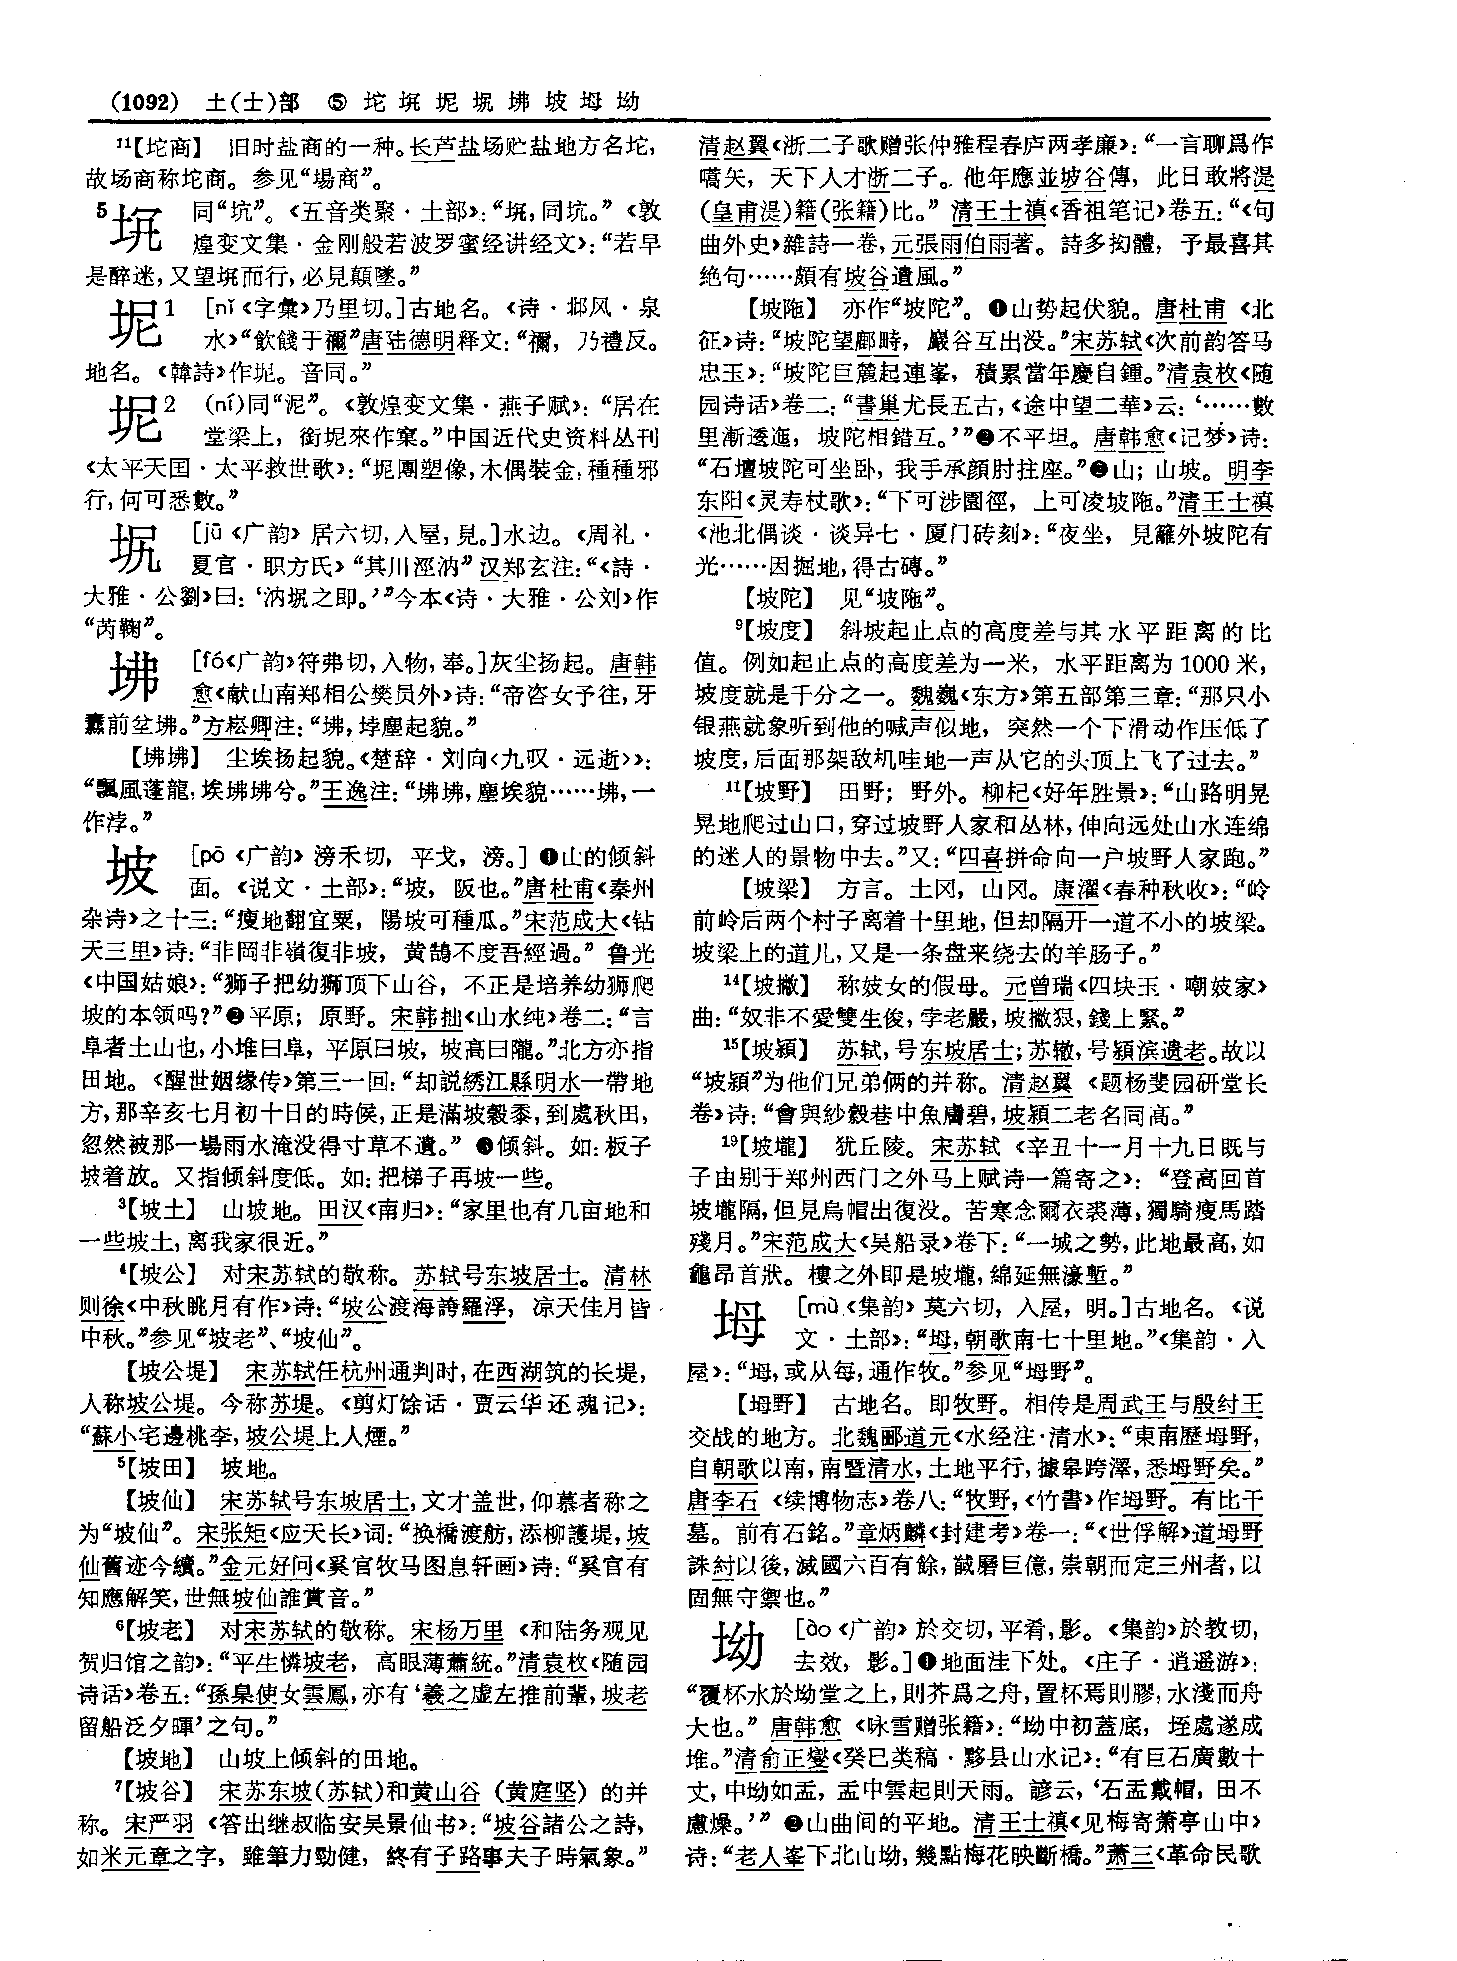 (1092) 土(士)部 ⑤ 坨 坃 坭 坭 坲 坡 坶 坳
¹¹【坨商】 旧时盐商的一种。长芦盐场贮盐地方名坨，
故场商称坨商。参见“場商”。
同“坑”。《五音类聚·土部》：“，同坑。”《敦
煌变文集·金刚般若波罗蜜经讲经文》：“若早
是醉迷，又望而行，必見顛墜。”
坭1 [nǐ《字彙》乃里切。]古地名。《诗·邶风·泉
水》“飲餞于禰”唐陆德明释文：“禰，乃禮反。
地名。《韓詩》作坭。音同。”
坭2 (ní)同“泥”。《敦煌变文集·燕子赋》：“居在
堂梁上，銜坭來作窠。”中国近代史资料丛刊
《太平天囯·太平救世歌》：“坭團塑像，木偶裝金，種種邪
行，何可悉數。”
[jū《广韵》居六切，入屋，見。]水边。《周礼·
夏官·职方氏》“其川涇汭”汉郑玄注：“《詩·
大雅·公劉》曰：‘汭之即。’”今本《诗·大雅·公刘》作
“芮鞫”。
坲 [fó《广韵》符弗切，入物，奉。]灰尘扬起。唐韩
愈《献山南郑相公樊员外》诗：“帝咨女予往，牙
纛前坌坲。”方崧卿注：“坲，埻塵起貌。”
【坲坲】 尘埃扬起貌。《楚辞·刘向〈九叹·远逝〉》：
“飄風蓬龍，埃坲坲兮。”王逸注：“坲坲，塵埃貌……坲，一
作浡。”
坡 [pō《广韵》滂禾切，平戈，滂。]❶山的倾斜
面。《说文·土部》：“坡，阪也。”唐杜甫《秦州
杂诗》之十三：“瘦地翻宜粟，陽坡可種瓜。”宋范成大《钻
天三里》诗：“非岡非嶺復非坡，黄鵠不度吾經過。”鲁光
《中国姑娘》：“狮子把幼狮顶下山谷，不正是培养幼狮爬
坡的本领吗？”❷平原；原野。宋韩拙《山水纯》卷二：“言
阜者土山也，小堆曰阜，平原曰坡，坡高曰隴。”北方亦指
田地。《醒世姻缘传》第三一回：“却説綉江縣明水一帶地
方，那辛亥七月初十日的時候，正是滿坡穀黍，到處秋田，
忽然被那一場雨水淹没得寸草不遺。”❸倾斜。如：板子
坡着放。又指倾斜度低。如：把梯子再坡一些。
³【坡土】 山坡地。田汉《南归》：“家里也有几亩地和
一些坡土，离我家很近。”
⁴【坡公】 对宋苏轼的敬称。苏轼号东坡居士。清林
则徐《中秋眺月有作》诗：“坡公渡海誇羅浮，凉天佳月皆
中秋。”参见“坡老”、“坡仙”。
【坡公堤】 宋苏轼任杭州通判时，在西湖筑的长堤，
人称坡公堤。今称苏堤。《剪灯馀话·贾云华还魂记》：
“蘇小宅邊桃李，坡公堤上人煙。”
⁵【坡田】 坡地。
【坡仙】 宋苏轼号东坡居士，文才盖世，仰慕者称之
为“坡仙”。宋张矩《应天长》词：“换橋渡舫，添柳護堤，坡
仙舊迹今續。”金元好问《奚官牧马图息轩画》诗：“奚官有
知應解笑，世無坡仙誰賞音。”
⁶【坡老】 对宋苏轼的敬称。宋杨万里《和陆务观见
贺归馆之韵》：“平生憐坡老，高眼薄蕭統。”清袁枚《随园
诗话》卷五：“孫臬使女雲鳳，亦有‘羲之虚左推前輩，坡老
留船泛夕暉’之句。”
【坡地】 山坡上倾斜的田地。
⁷【坡谷】 宋苏东坡(苏轼)和黄山谷（黄庭坚）的并
称。宋严羽《答出继叔临安吴景仙书》：“坡谷諸公之詩，
如米元章之字，雖筆力勁健，終有子路事夫子時氣象。”
清赵翼《浙二子歌赠张仲雅程春庐两孝廉》：“一言聊爲作
嚆矢，天下人才浙二子。他年應並坡谷傳，此日敢將湜
(皇甫湜)籍(张籍)比。”清王士禛《香祖笔记》卷五：“《句
曲外史》雜詩一卷，元張雨伯雨著。詩多拗體，予最喜其
絶句……頗有坡谷遺風。”
【坡陁】 亦作“坡陀”。❶山势起伏貌。唐杜甫《北
征》诗：“坡陀望鄜畤，巖谷互出没。”宋苏轼《次前韵答马
忠玉》：“坡陀巨麓起連峯，積累當年慶自鍾。”清袁枚《随
园诗话》卷二：“書巢尤長五古，《途中望二華》云：‘……數
里漸透迤，坡陀相錯互。’”❷不平坦。唐韩愈《记梦》诗：
“石壇坡陀可坐卧，我手承頦肘拄座。”❸山；山坡。明李
东阳《灵寿杖歌》：“下可涉園徑，上可凌坡陁。”清王士禛
《池北偶谈·谈异七·厦门砖刻》：“夜坐，見籬外坡陀有
光……因掘地，得古磚。”
【坡陀】 见“坡陁”。
⁹【坡度】 斜坡起止点的高度差与其水平距离的比
值。例如起止点的高度差为一米，水平距离为1000米，
坡度就是千分之一。魏巍《东方》第五部第三章：“那只小
银燕就象听到他的喊声似地，突然一个下滑动作压低了
坡度，后面那架敌机哇地一声从它的头顶上飞了过去。”
¹¹【坡野】 田野；野外。柳杞《好年胜景》：“山路明晃
晃地爬过山口，穿过坡野人家和丛林，伸向远处山水连绵
的迷人的景物中去。”又：“四喜拼命向一户坡野人家跑。”
【坡梁】 方言。土冈，山冈。康濯《春种秋收》：“岭
前岭后两个村子离着十里地，但却隔开一道不小的坡梁。
坡梁上的道儿，又是一条盘来绕去的羊肠子。”
¹⁴【坡撇】 称妓女的假母。元曾瑞《四块玉·嘲妓家》
曲：“奴非不愛雙生俊，孛老嚴，坡撇狠，錢上緊。”
¹⁵【坡潁】 苏轼，号东坡居士；苏辙，号潁滨遗老。故以
“坡潁”为他们兄弟俩的并称。清赵翼《题杨斐园研堂长
卷》诗：“會與紗縠巷中魚膚碧，坡潁二老名同高。”
¹⁹【坡壠】 犹丘陵。宋苏轼《辛丑十一月十九日既与
子由别于郑州西门之外马上赋诗一篇寄之》：“登高回首
坡壠隔，但見烏帽出復没。苦寒念爾衣裘薄，獨騎瘦馬踏
殘月。”宋范成大《吴船录》卷下：“一城之勢，此地最高，如
龜昂首狀。樓之外即是坡壠，綿延無濠塹。”
坶 [mù《集韵》莫六切，入屋，明。]古地名。《说
文·土部》：“坶，朝歌南七十里地。”《集韵·入
屋》：“坶，或从每，通作牧。”参见“坶野”。
【坶野】 古地名。即牧野。相传是周武王与殷纣王
交战的地方。北魏郦道元《水经注·清水》：“東南歷坶野，
自朝歌以南，南暨清水，土地平行，據皋跨澤，悉坶野矣。”
唐李石《续博物志》卷八：“牧野，《竹書》作坶野。有比干
墓。前有石銘。”章炳麟《封建考》卷一：“《世俘解》道坶野
誅紂以後，滅國六百有餘，馘磿巨億，崇朝而定三州者，以
固無守禦也。”
坳 [ào《广韵》於交切，平肴，影。《集韵》於教切，
去效，影。]❶地面洼下处。《庄子·逍遥游》：
“覆杯水於坳堂之上，則芥爲之舟，置杯焉則膠，水淺而舟
大也。”唐韩愈《咏雪赠张籍》：“坳中初蓋底，垤處遂成
堆。”清俞正燮《癸巳类稿·黟县山水记》：“有巨石廣數十
丈，中坳如盂，盂中雲起則天雨。諺云，‘石盂戴帽，田不
慮燥。’”❷山曲间的平地。清王士禛《见梅寄萧亭山中》
诗：“老人峯下北山坳，幾點梅花映斷橋。”萧三《革命民歌